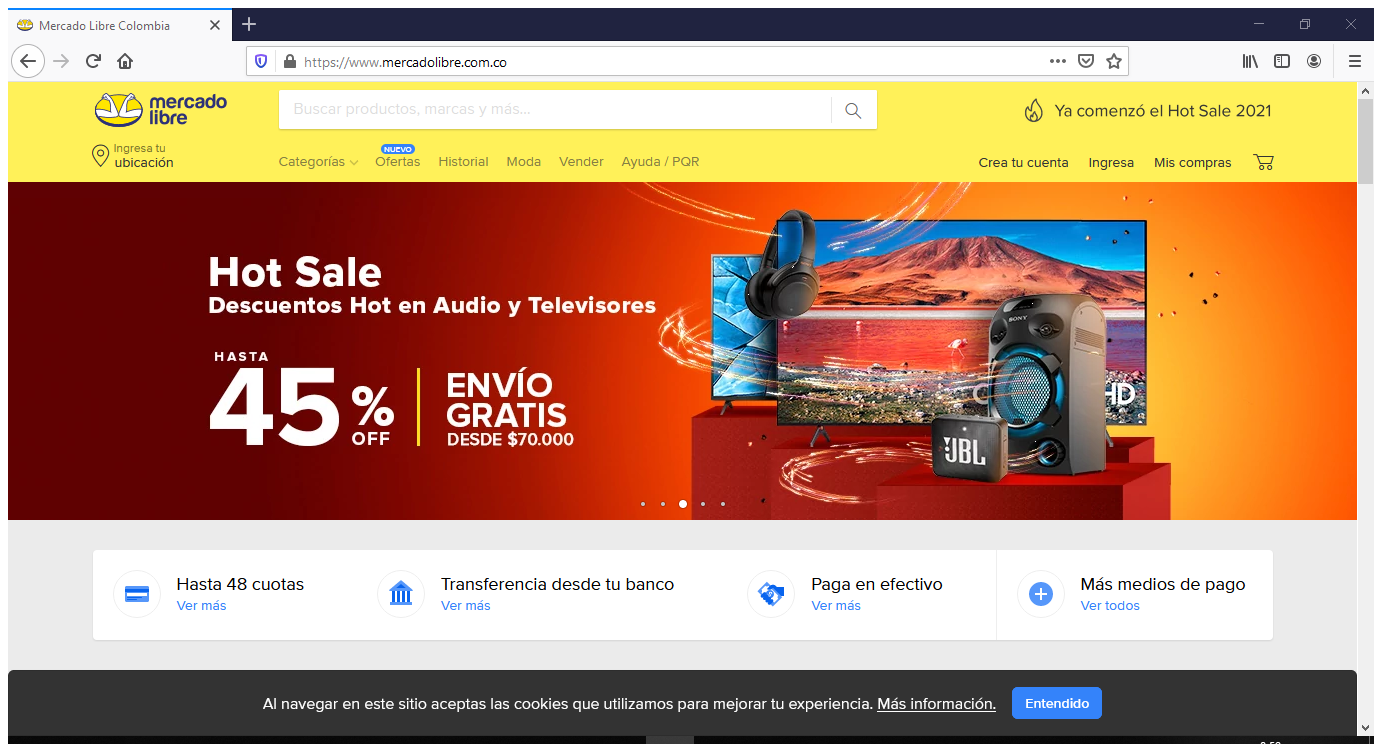 Mercado Libre Colombia
https://www.mercadolibre.com.co
mercado
libre
Buscar productos, marcas y más...
Ya comenzó el Hot Sale 2021
Ingresa tu
ubicación
NUEVO
Categorías Ofertas Historial Moda Vender Ayuda / PQR
Crea tu cuenta Ingresa Mis compras
Hot Sale
Descuentos Hot en Audio y Televisores
HASTA
45% OFF
ENVÍO
GRATIS
DESDE $70.000
SONY
HD
JBL
Hasta 48 cuotas
Ver más
Transferencia desde tu banco
Ver más
Paga en efectivo
Ver más
Más medios de pago
Ver todos
Al navegar en este sitio aceptas las cookies que utilizamos para mejorar tu experiencia. Más información.
Entendido